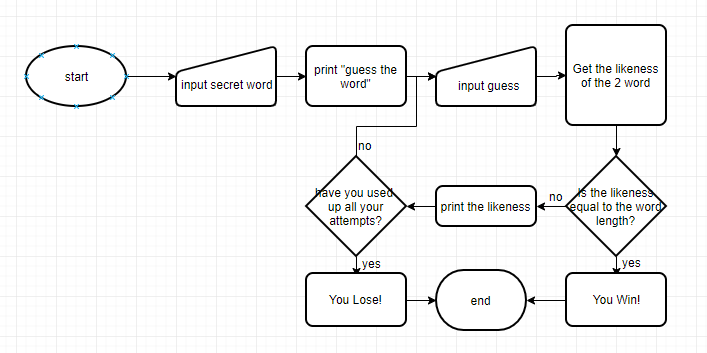 start
input secret word
print "guess the
word"
input guess
Get the likeness
of the 2 word
no
have you used
up all your
attempts?
print the likeness
no
Is the likeness
equal to the word
length?
yes
yes
You Lose!
end
You Win!